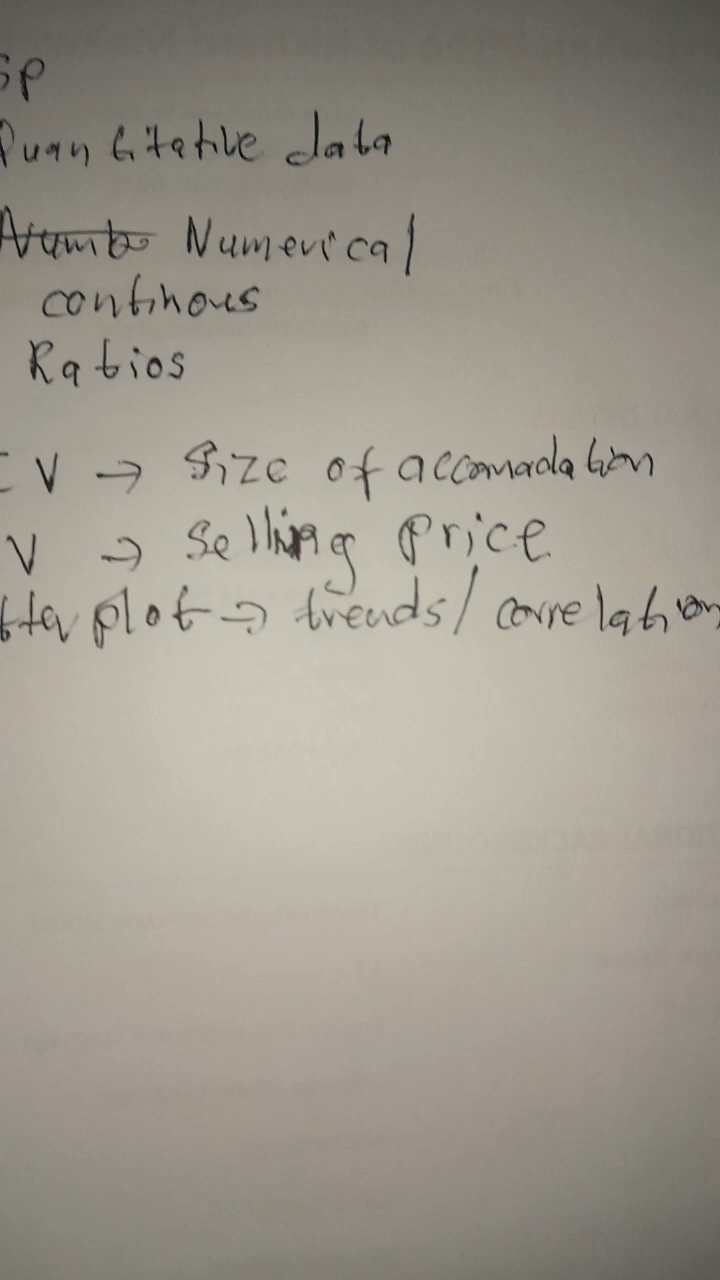 SP
Quantitative data
Numb Numerical
continous
Ratios
V → Size of accomadation
V → Selling price
plot → trends/correlation